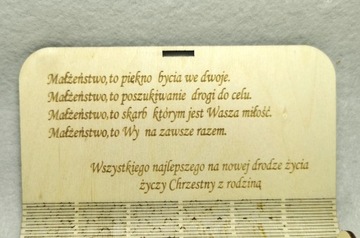 Małżeństwo,to piękno bycia we dwoje.
Małżeństwo,to poszukiwanie drogi do celu.
Małżeństwo,to skarb którym jest Wasza miłość.
Małżeństwo,to Wy na zawsze razem.
Wszystkiego najlepszego na nowej drodze życia
życzy Chrzestny z rodziną